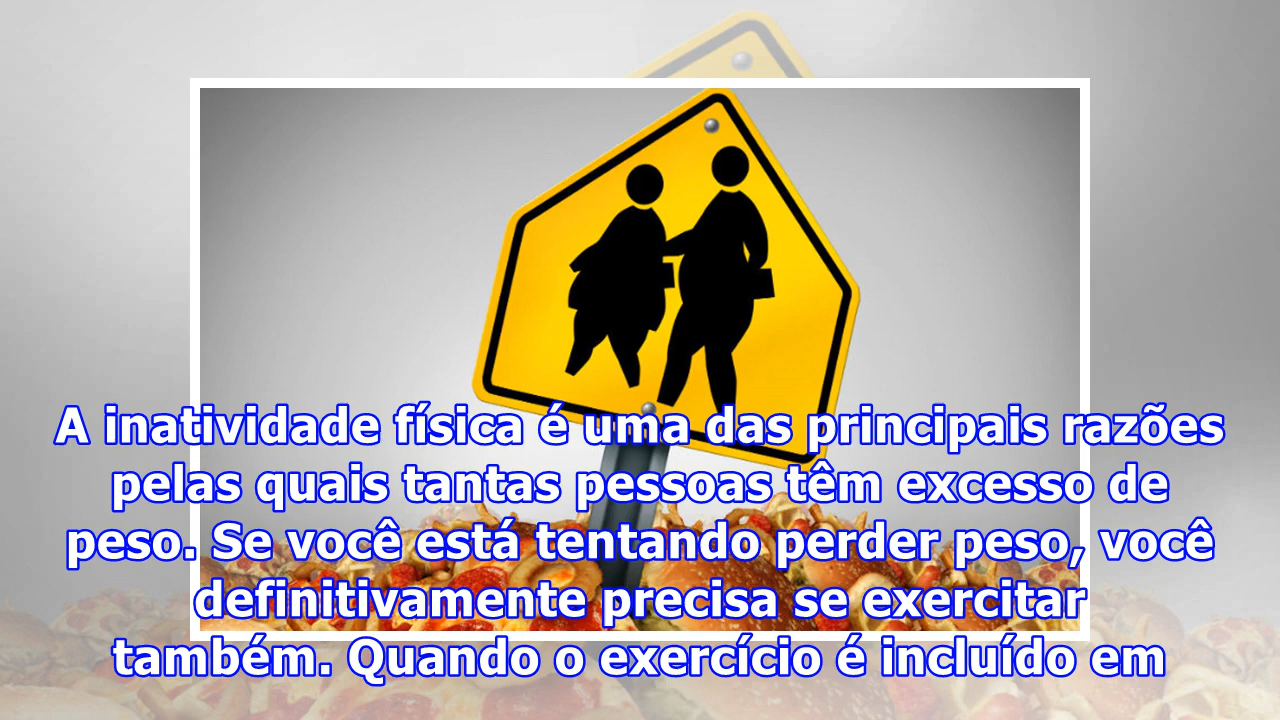 A inatividade física é uma das principais razões
pelas quais tantas pessoas têm excesso de
peso. Se você está tentando perder peso, você
definitivamente precisa se exercitar
também. Quando o exercício é incluído em